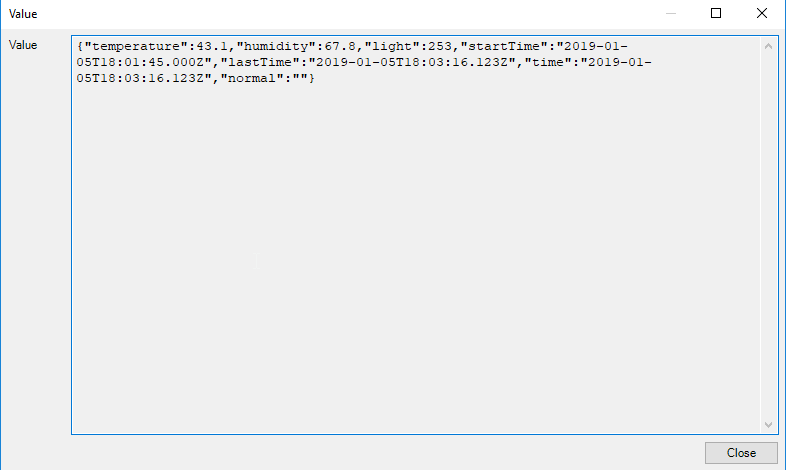 Value
Value
{"temperature":43.1,"humidity":67.8,"light":253,"startTime":"2019-01-
05T18:01:45.000Z","lastTime":"2019-01-05T18:03:16.123Z","time":"2019-01-
05T18:03:16.123Z","normal":""}
Close